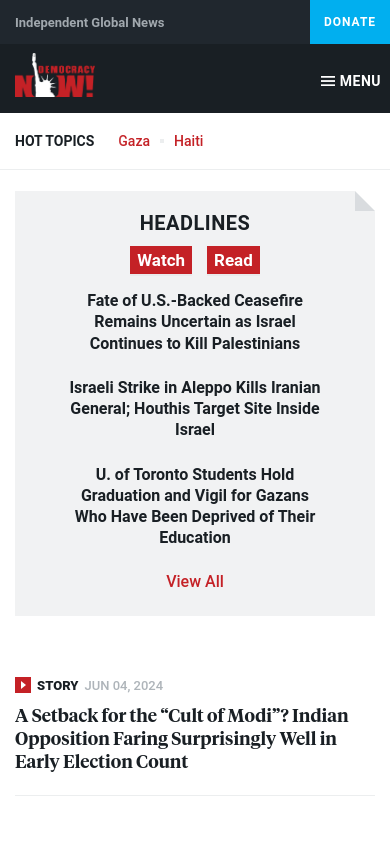 Independent Global News
DONATE
DEMOCRACY
NOW!
MENU
HOT TOPICS
Gaza
Haiti
HEADLINES
Watch
Read
Fate of U.S.-Backed Ceasefire
Remains Uncertain as Israel
Continues to Kill Palestinians
Israeli Strike in Aleppo Kills Iranian
General; Houthis Target Site Inside
Israel
U. of Toronto Students Hold
Graduation and Vigil for Gazans
Who Have Been Deprived of Their
Education
View All
STORY JUN 04, 2024
A Setback for the “Cult of Modi”? Indian
Opposition Faring Surprisingly Well in
Early Election Count